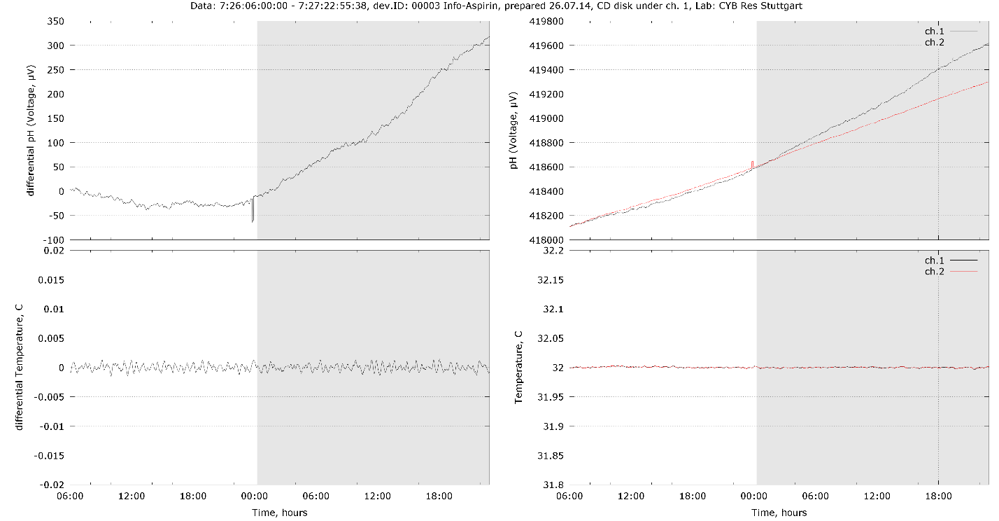 Data: 7:26:06:00:00 - 7:27:22:55:38, dev.ID: 00003 Info-Aspirin, prepared 26.07.14, CD disk under ch. 1, Lab: CYB Res Stuttgart
differential pH (Voltage, μV)
350
300
250
200
150
100
50
0
-50
-100
pH (Voltage, μV)
419800
419600
419400
419200
419000
418800
418600
418400
418200
418000
ch.1
ch.2
differential Temperature, C
0.02
0.015
0.01
0.005
0
-0.005
-0.01
-0.015
-0.02
06:00 12:00 18:00 00:00 06:00 12:00 18:00
Time, hours
Temperature, C
32.2
32.15
32.1
32.05
32
31.95
31.9
31.85
31.8
ch.1
ch.2
06:00 12:00 18:00 00:00 06:00 12:00 18:00
Time, hours